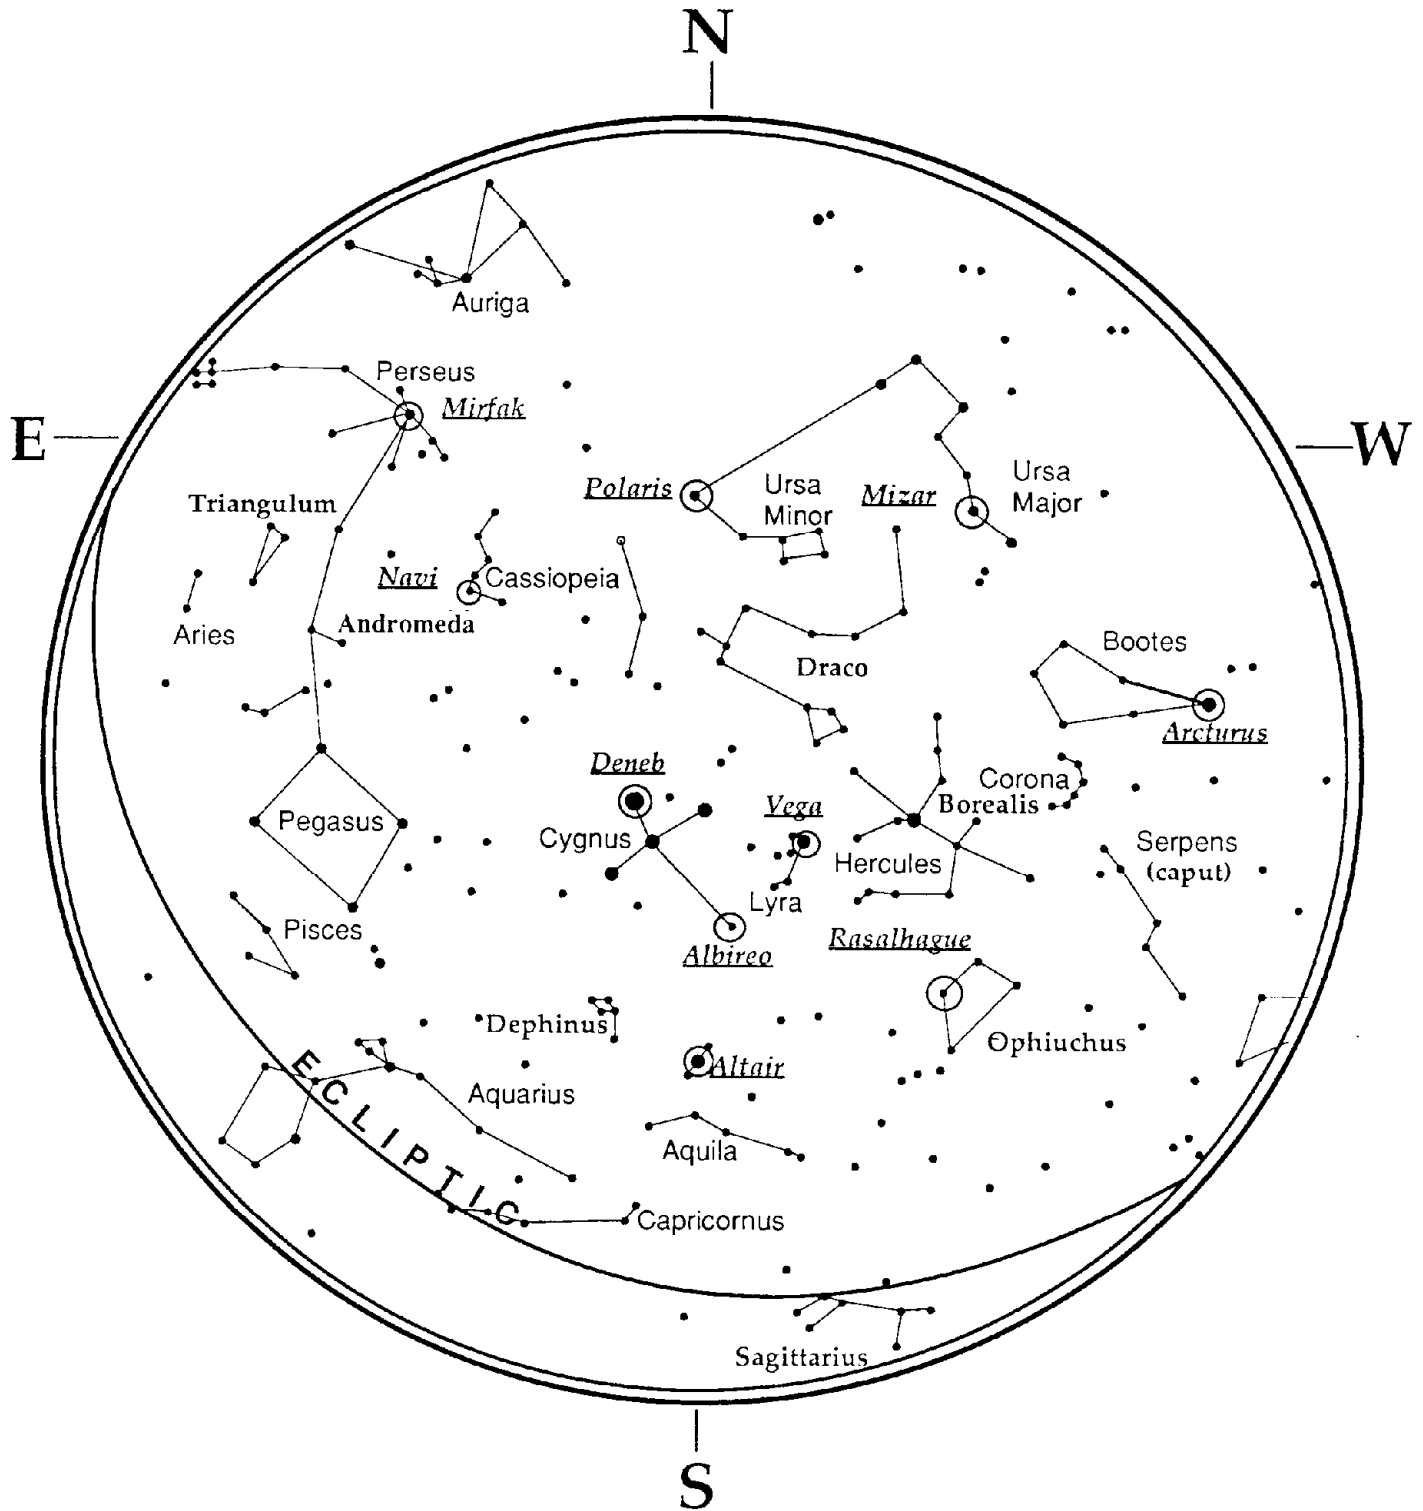 N
Auriga
Perseus
Mirfak
E
W
Polaris
Ursa
Minor
Mizar
Ursa
Major
Triangulum
Navi
Cassiopeia
Andromeda
Aries
Draco
Bootes
Arcturus
Deneb
Vega
Corona
Borealis
Pegasus
Cygnus
Hercules
Serpens
(caput)
Lyra
Pisces
Albireo
Rasalhague
Dephinus
Ophiuchus
Altair
Aquarius
ECLIPTIC
Aquila
Capricornus
Sagittarius
S